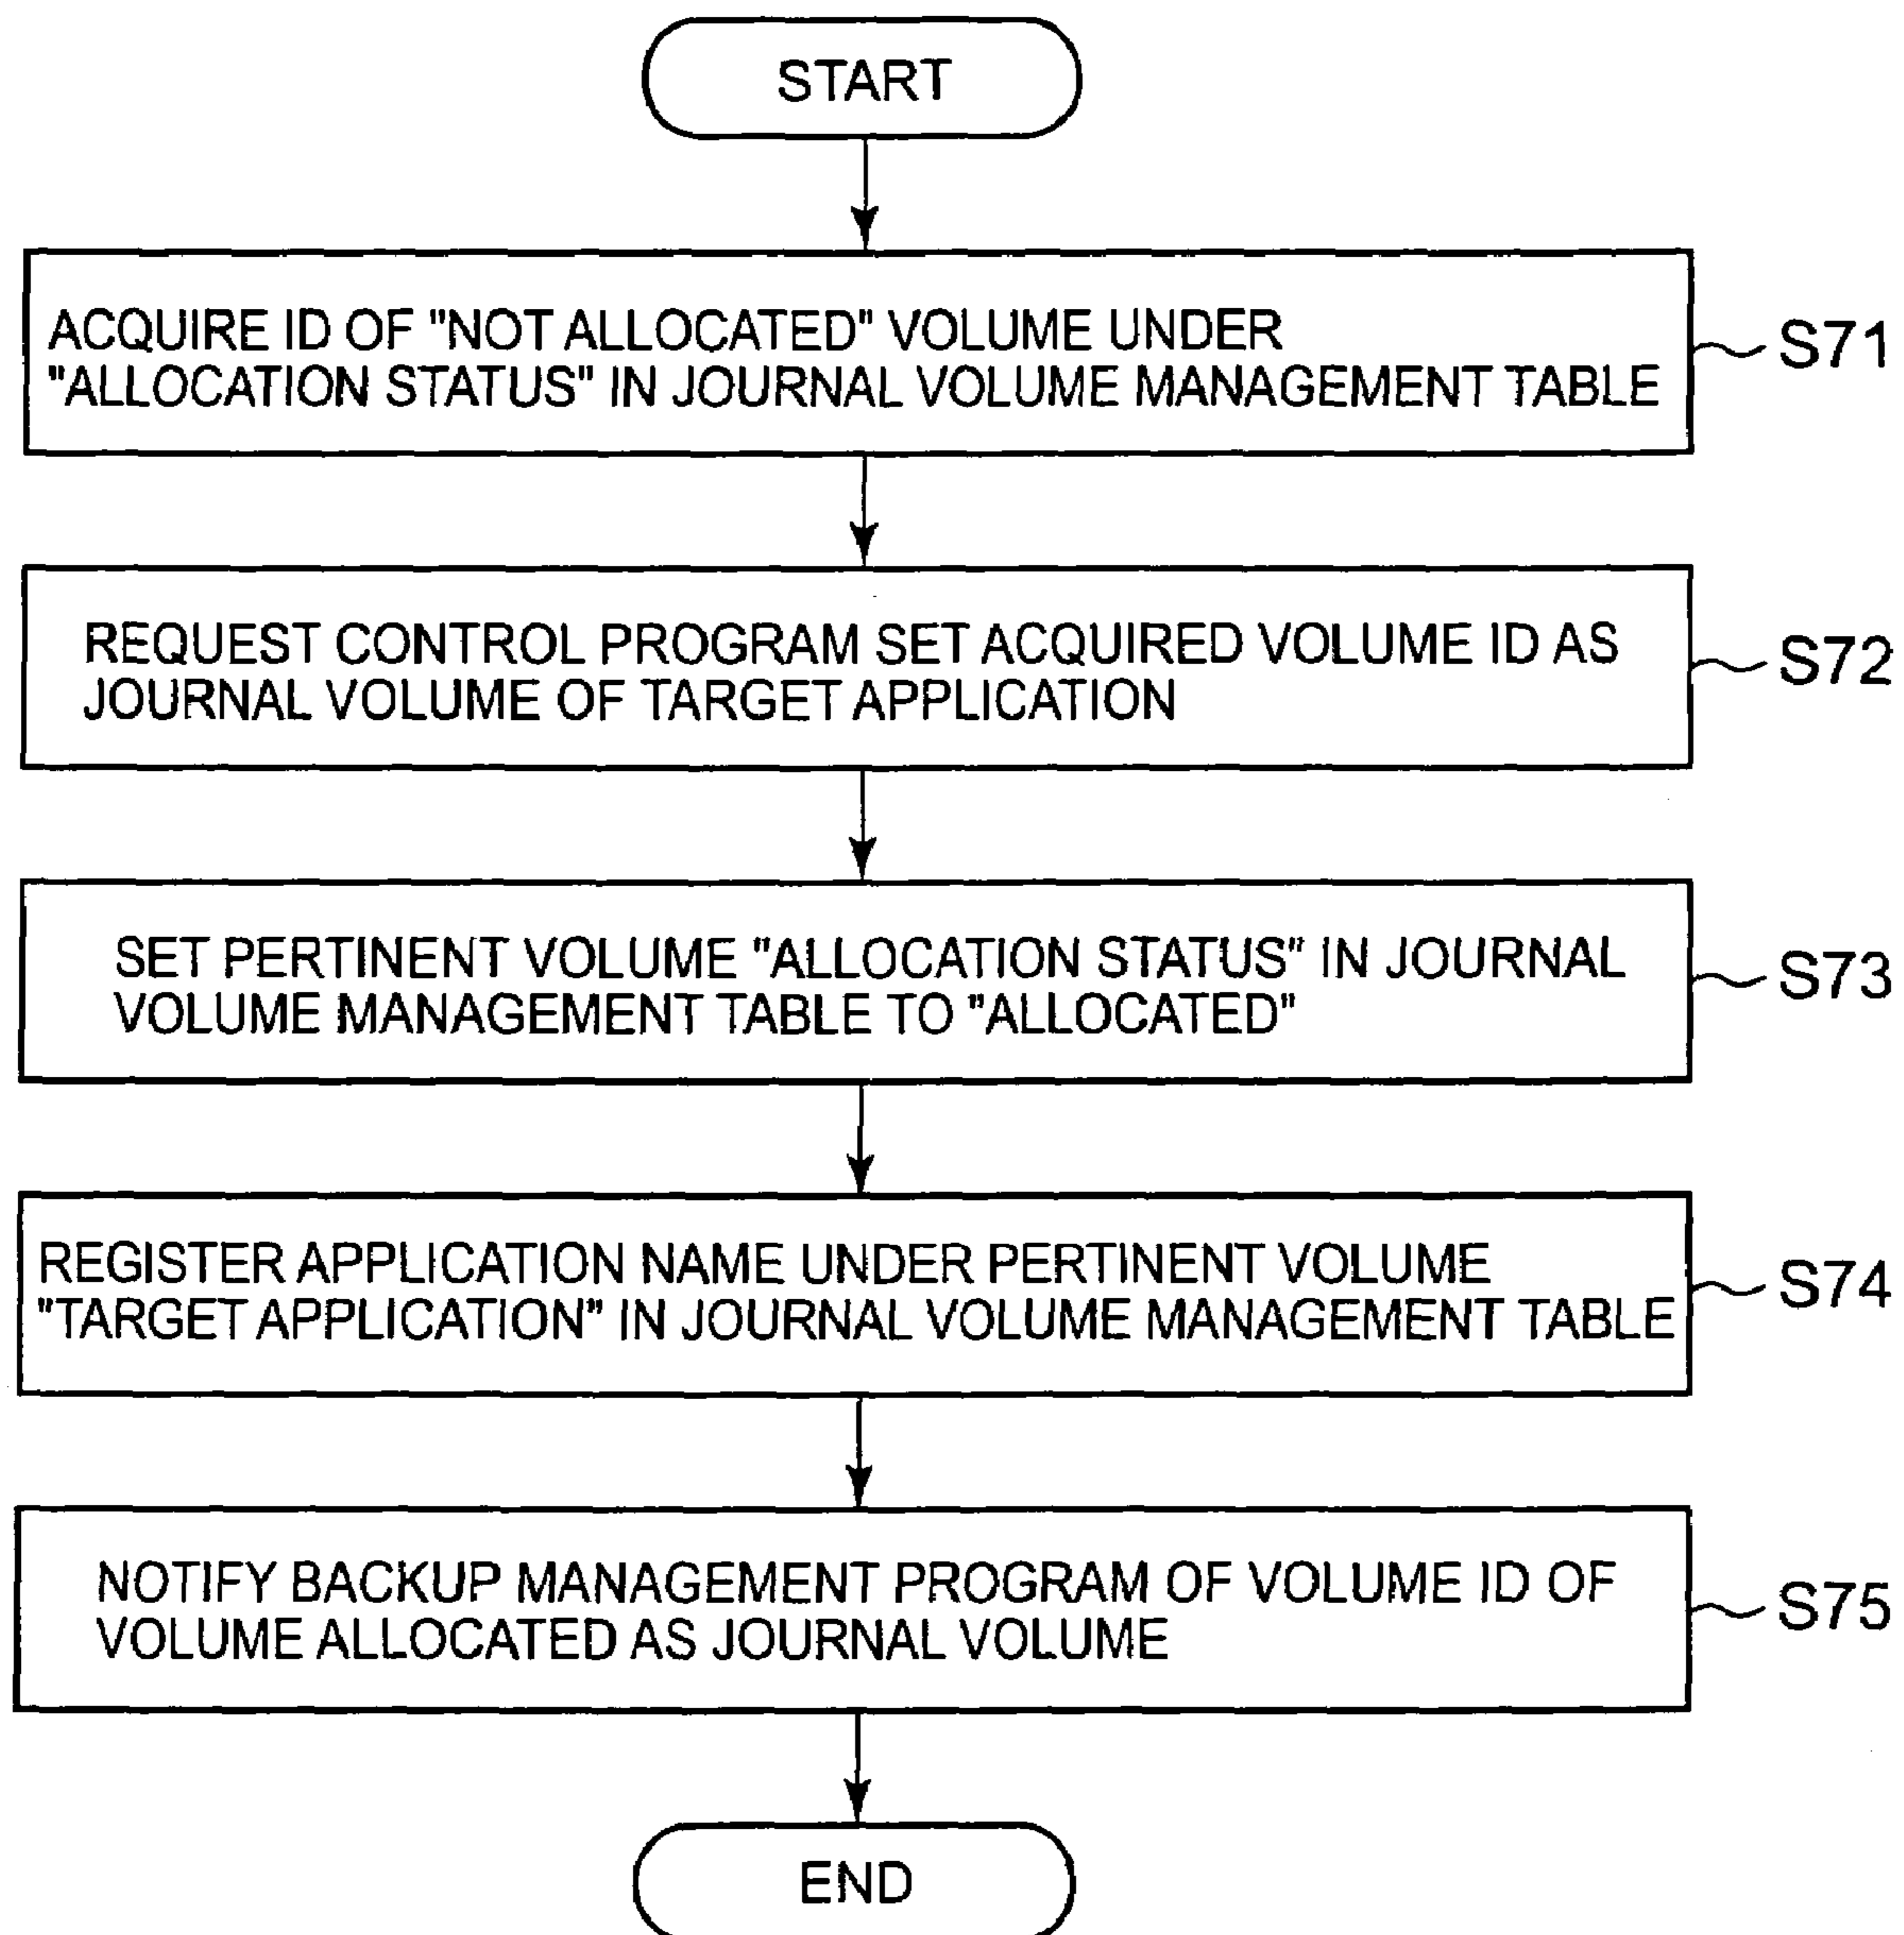 START
ACQUIRE ID OF "NOT ALLOCATED" VOLUME UNDER
"ALLOCATION STATUS" IN JOURNAL VOLUME MANAGEMENT TABLE
S71
REQUEST CONTROL PROGRAM SET ACQUIRED VOLUME ID AS
JOURNAL VOLUME OF TARGET APPLICATION
S72
SET PERTINENT VOLUME "ALLOCATION STATUS" IN JOURNAL
VOLUME MANAGEMENT TABLE TO "ALLOCATED"
S73
REGISTER APPLICATION NAME UNDER PERTINENT VOLUME
"TARGET APPLICATION" IN JOURNAL VOLUME MANAGEMENT TABLE
S74
NOTIFY BACKUP MANAGEMENT PROGRAM OF VOLUME ID OF
VOLUME ALLOCATED AS JOURNAL VOLUME
S75
END